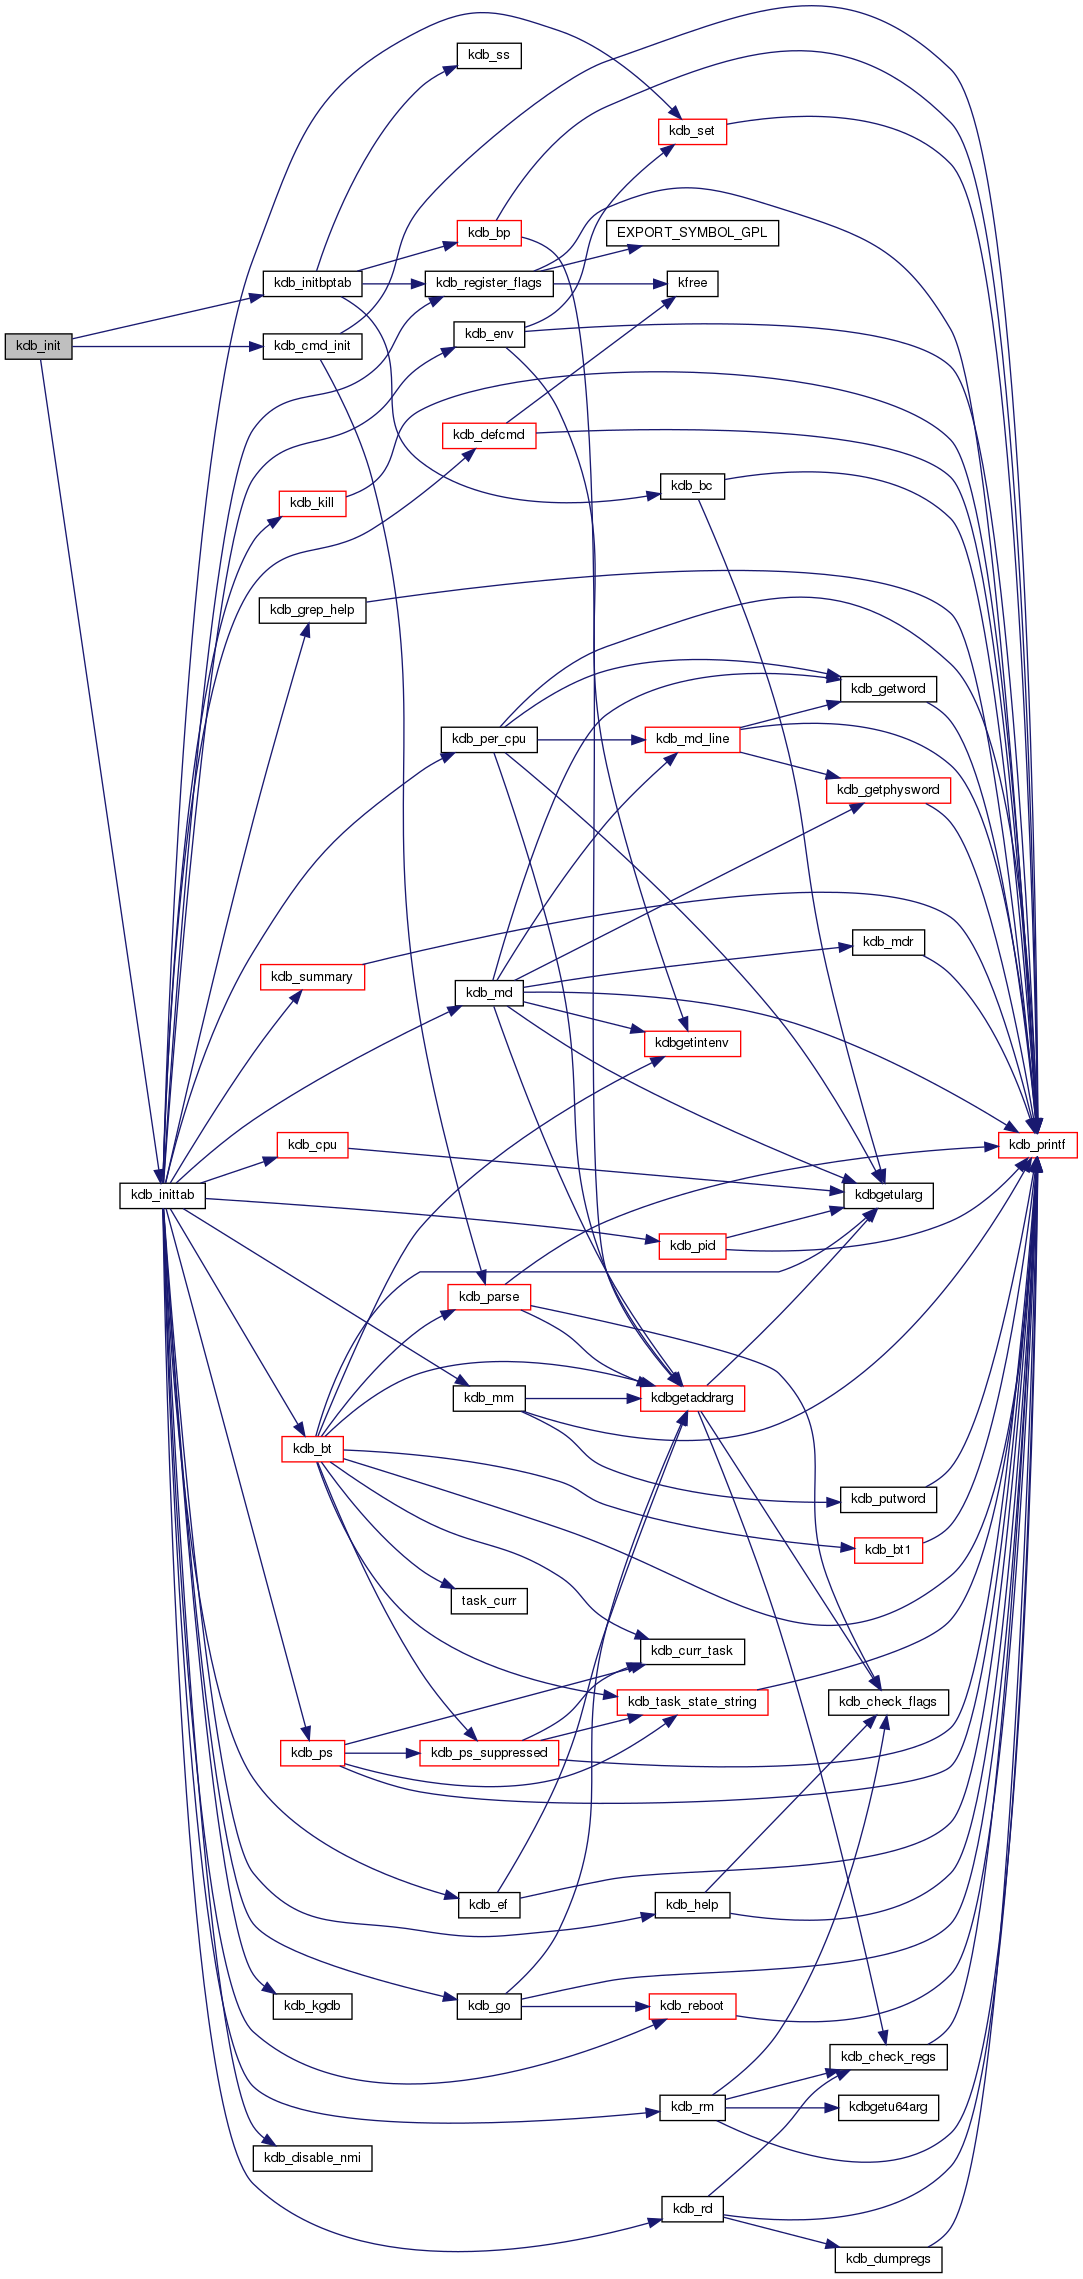 kdb_ss
kdb_set
kdb_bp
EXPORT_SYMBOL_GPL
kdb_initbptab
kdb_register_flags
kfree
kdb_env
kdb_init
kdb_cmd_init
kdb_defcmd
kdb_bc
kdb_kill
kdb_grep_help
kdb_getword
kdb_per_cpu
kdb_md_line
kdb_getphysword
kdb_mdr
kdb_summary
kdb_md
kdbgetintenv
kdb_cpu
kdb_printf
kdb_inittab
kdbgetularg
kdb_pid
kdb_parse
kdb_mm
kdbgetaddrarg
kdb_bt
kdb_putword
kdb_bt1
task_curr
kdb_curr_task
kdb_task_state_string
kdb_check_flags
kdb_ps
kdb_ps_suppressed
kdb_ef
kdb_help
kdb_kgdb
kdb_go
kdb_reboot
kdb_check_regs
kdb_rm
kdbgetu64arg
kdb_disable_nmi
kdb_rd
kdb_dumpregs